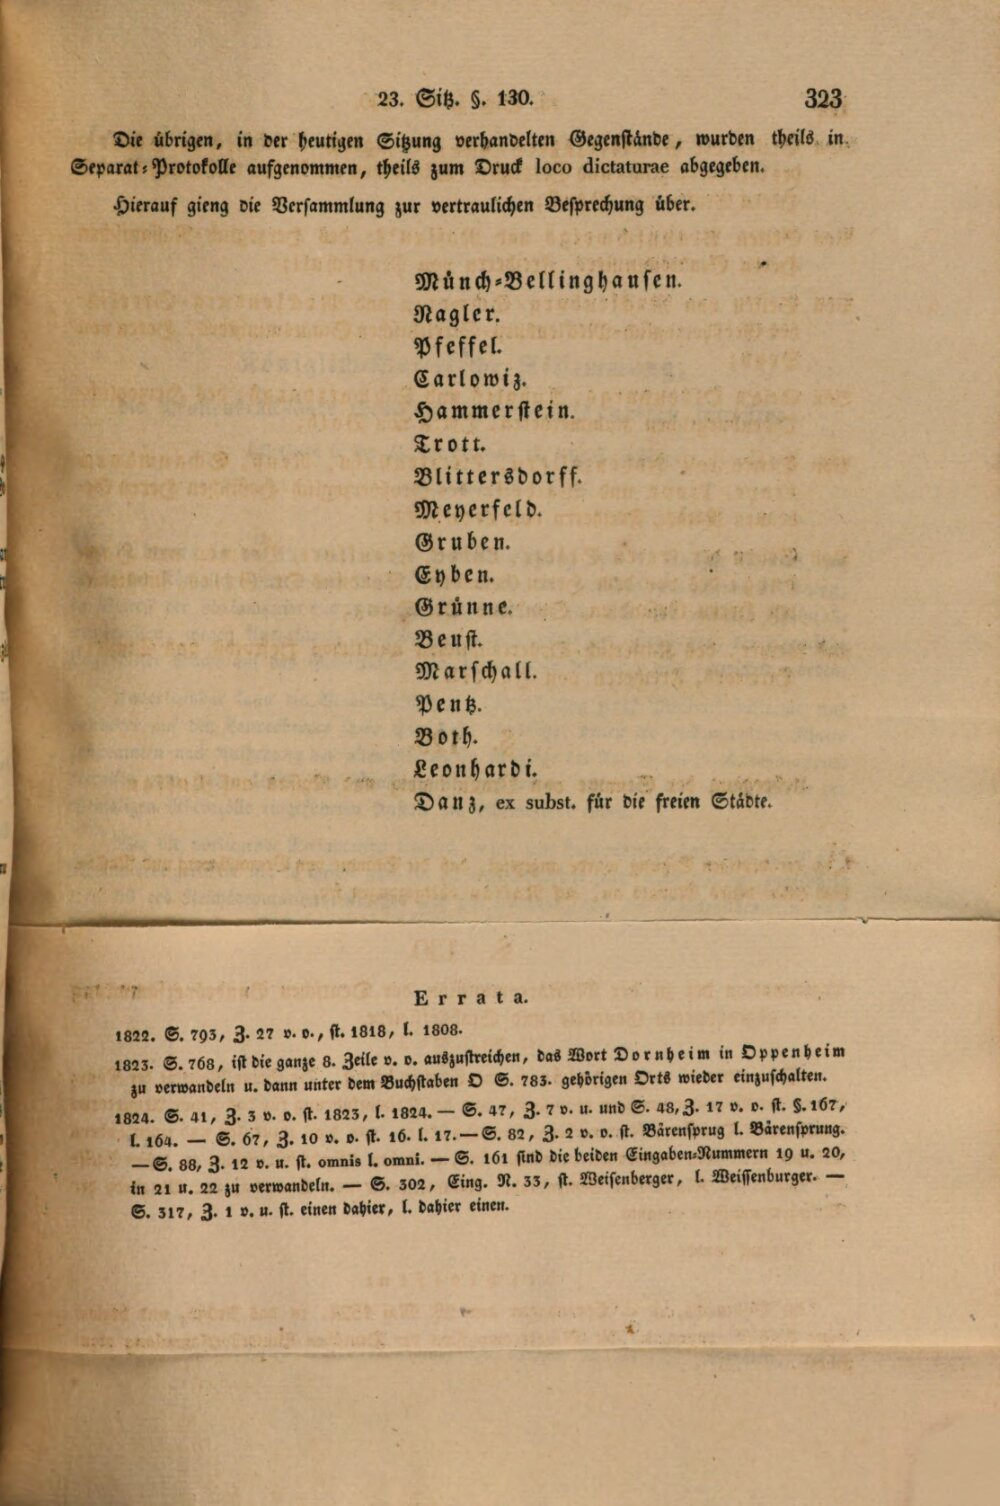 23. Sitz. §. 130.
323
Die übrigen, in der heutigen Sitzung verhandelten Gegenstände, wurden theils in
Separat-Protokolle aufgenommen, theils zum Druck loco dictaturae abgegeben.
Hierauf gieng die Versammlung zur vertraulichen Besprechung über.
Münch-Bellinghausen.
Nagler.
Pfeffel.
Carlowiz.
Hammerstein.
Trott.
Blittersdorff.
Meyerfeld.
Gruben.
Eyben.
Grünne.
Beust.
Marschall.
Pentz.
Both.
Leonhardi.
Danz, ex subst. für die freien Städte.
Errata.
1822. S. 793, Z. 27 v. o., st. 1818, l. 1808.
1823. S. 768, ist die ganze 8. Zeile v. o. auszustreichen, das Wort Dornheim in Oppenheim
zu verwandeln u. dann unter dem Buchstaben O S. 783. gehörigen Orts wieder einzuschalten.
1824. S. 41, Z. 3 v. o. st. 1823, l. 1824. — S. 47, Z. 7 v. u. und S. 48, Z. 17 v. o. st. §. 167,
l. 164. — S. 67, Z. 10 v. o. st. 16. l. 17. — S. 82, Z. 2 v. o. st. Bärensprug l. Bärensprung.
— S. 88, Z. 12 v. u. st. omnis l. omni. — S. 161 sind die beiden Eingaben-Nummern 19 u. 20,
in 21 u. 22 zu verwandeln. — S. 302, Eing. N. 33, st. Weisenberger, l. Weissenburger. —
S. 317, Z. 1 v. u. st. einen dahier, l. dahier einen.